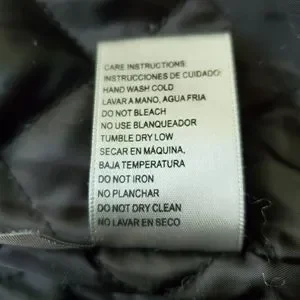 CARE INSTRUCTIONS:
INSTRUCCIONES DE CUIDADO:
HAND WASH COLD
LAVAR A MANO, AGUA FRIA
DO NOT BLEACH
NO USE BLANQUEADOR
TUMBLE DRY LOW
SECAR EN MÁQUINA,
BAJA TEMPERATURA
DO NOT IRON
NO PLANCHAR
DO NOT DRY CLEAN
NO LAVAR EN SECO